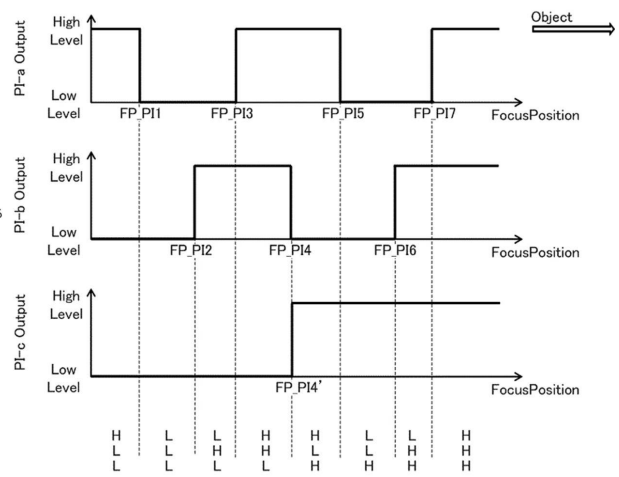 Object
High
Level
PI-a Output
Low
Level
FP_PI1
FP_PI3
FP_PI5
FP_PI7
FocusPosition
High
Level
PI-b Output
Low
Level
FP_PI2
FP_PI4
FP_PI6
FocusPosition
High
Level
PI-c Output
Low
Level
FP_PI4'
FocusPosition
H L L H H L L H
L L H H L L H H
L L L L H H H H